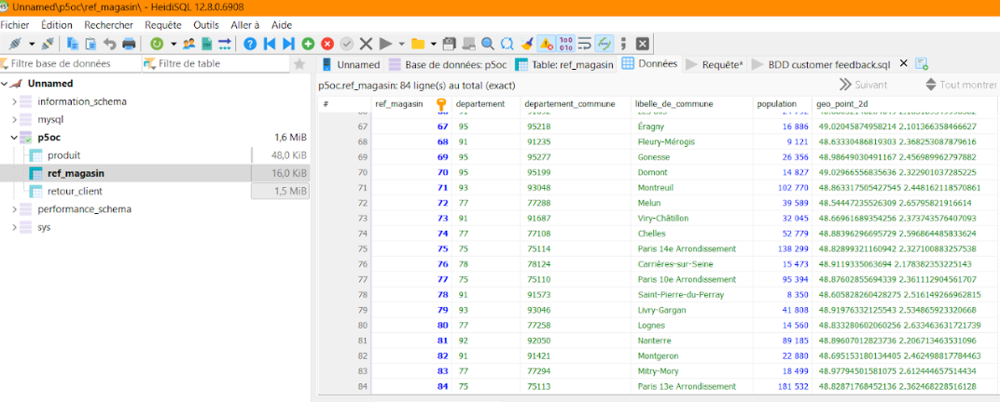 Unnamed\p5oc\ref_magasin\ - HeidiSQL 12.8.0.6908
Fichier Édition Rechercher Requête Outils Aller à Aide
Filtre base de données Filtre de table
Unnamed Base de données: p5oc Table: ref_magasin Données Requête* BDD customer feedback.sql
Unnamed
information_schema
mysql
p5oc 1,6 MiB
produit 48,0 KiB
ref_magasin 16,0 KiB
retour_client 1,5 MiB
performance_schema
sys
p5oc.ref_magasin: 84 ligne(s) au total (exact) Suivant Tout montrer
# ref_magasin departement departement_commune libelle_de_commune population geo_point_2d
67 67 95 95218 Éragny 16 886 49.02045874958214 2.101366358466627
68 68 91 91235 Fleury-Mérogis 9 121 48.63330486819303 2.368253087879616
69 69 95 95277 Gonesse 26 356 48.98649030491167 2.456989962797882
70 70 95 95199 Domont 14 827 49.02966556835636 2.322901037285225
71 71 93 93048 Montreuil 102 770 48.863317505427545 2.448162118570861
72 72 77 77288 Melun 39 589 48.54447235526309 2.65795821916614
73 73 91 91687 Viry-Châtillon 32 045 48.66961689354256 2.373743576407093
74 74 77 77108 Chelles 52 779 48.88396296695729 2.596864485833624
75 75 75 75114 Paris 14e Arrondissement 138 299 48.82899321160942 2.327100883257538
76 76 78 78124 Carrières-sur-Seine 15 473 48.9119335063694 2.178382353225143
77 77 75 75110 Paris 10e Arrondissement 95 394 48.87602855694339 2.361112904561707
78 78 91 91573 Saint-Pierre-du-Perray 8 350 48.605828260428275 2.516149266962815
79 79 93 93046 Livry-Gargan 41 808 48.91976332125543 2.534865923320668
80 80 77 77258 Lognes 14 560 48.833280602060256 2.633463631721739
81 81 92 92050 Nanterre 89 185 48.89607012823736 2.206713463531096
82 82 91 91421 Montgeron 22 880 48.695153180134405 2.462498817784463
83 83 77 77294 Mitry-Mory 18 499 48.97794501581075 2.612444657514434
84 84 75 75113 Paris 13e Arrondissement 181 532 48.82871768452136 2.362468228516128